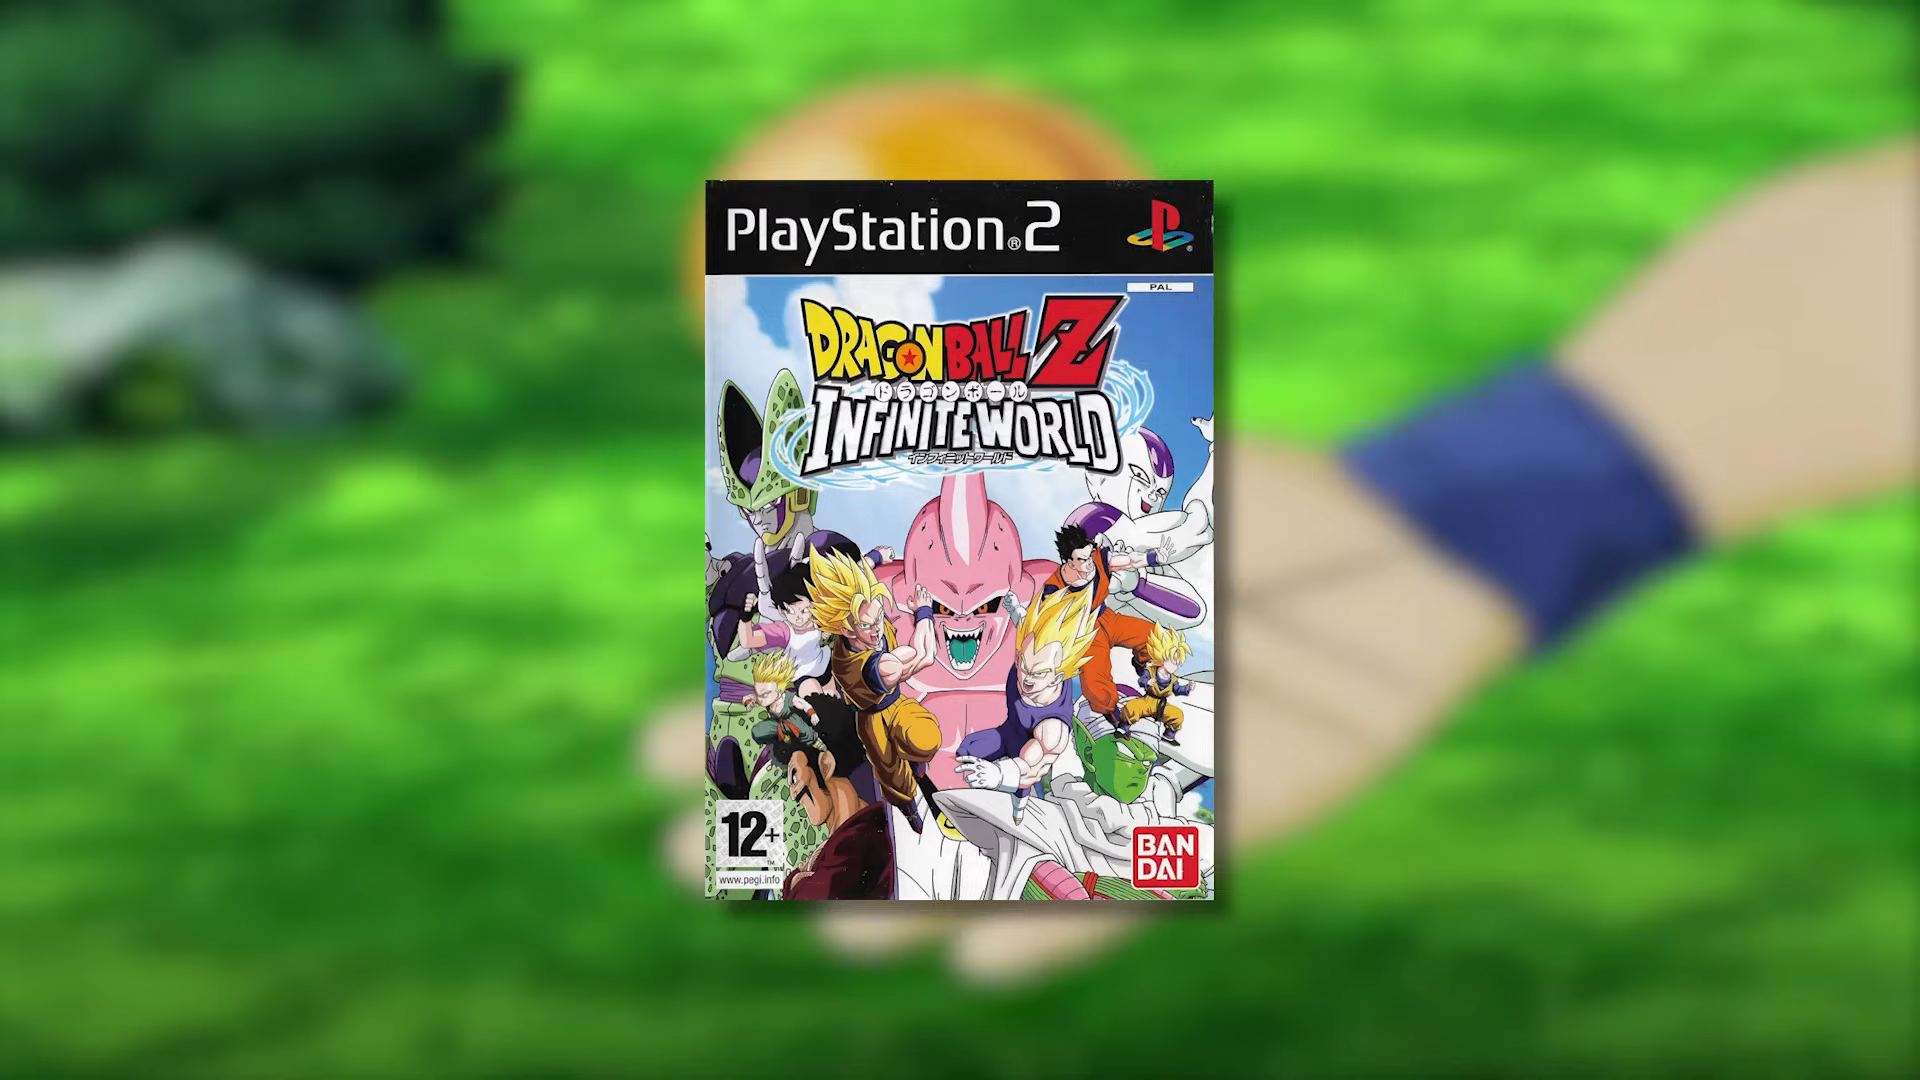 PlayStation®2
PAL
DRAGON BALL Z
ドラゴンボール
INFINITE WORLD
インフィニットワールド
12+
™
www.pegi.info
BAN
DAI